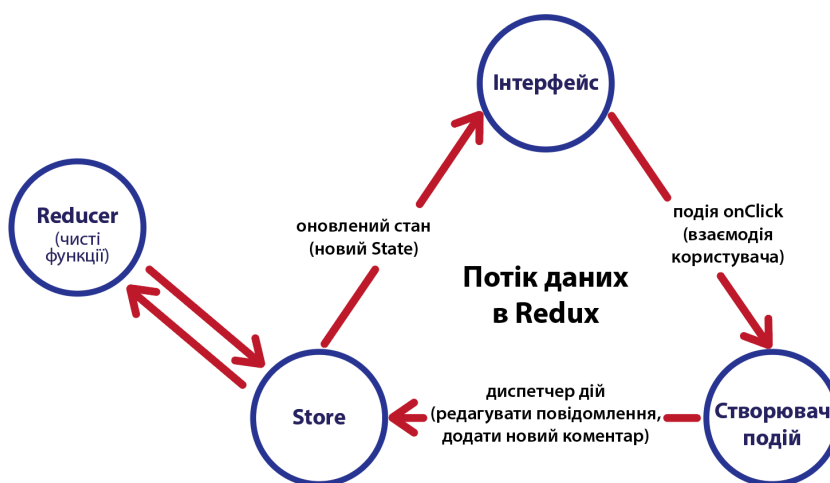 Інтерфейс
Reducer
(чисті
функції)
оновлений стан
(новий State)
подія onClick
(взаємодія
користувача)
Потік даних
в Redux
Store
диспетчер дій
(редагувати повідомлення,
додати новий коментар)
Створювач
подій